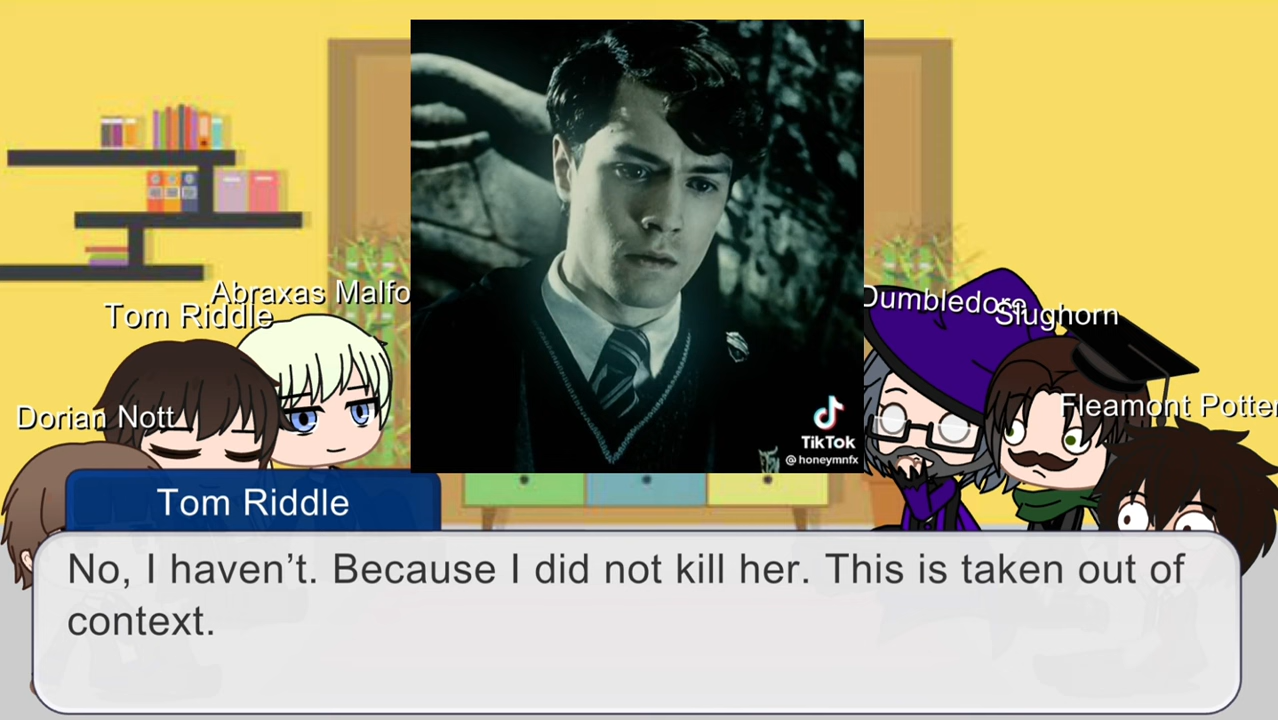 Abraxas Malfo
Tom Riddle
Dorian Nott
Dumbledore
Slughorn
Fleamont Potter
TikTok
@honeymnfx
Tom Riddle
No, I haven’t. Because I did not kill her. This is taken out of
context.